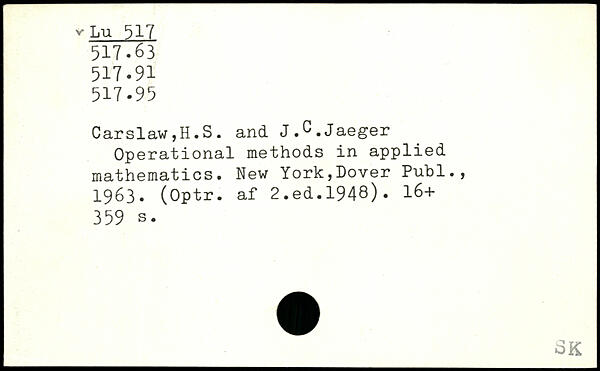 v Lu 517
517.63
517.91
517.95
Carslaw,H.S. and J.C.Jaeger
Operational methods in applied
mathematics. New York,Dover Publ.,
1963. (Optr. af 2.ed.1948). 16+
359 s.
SK